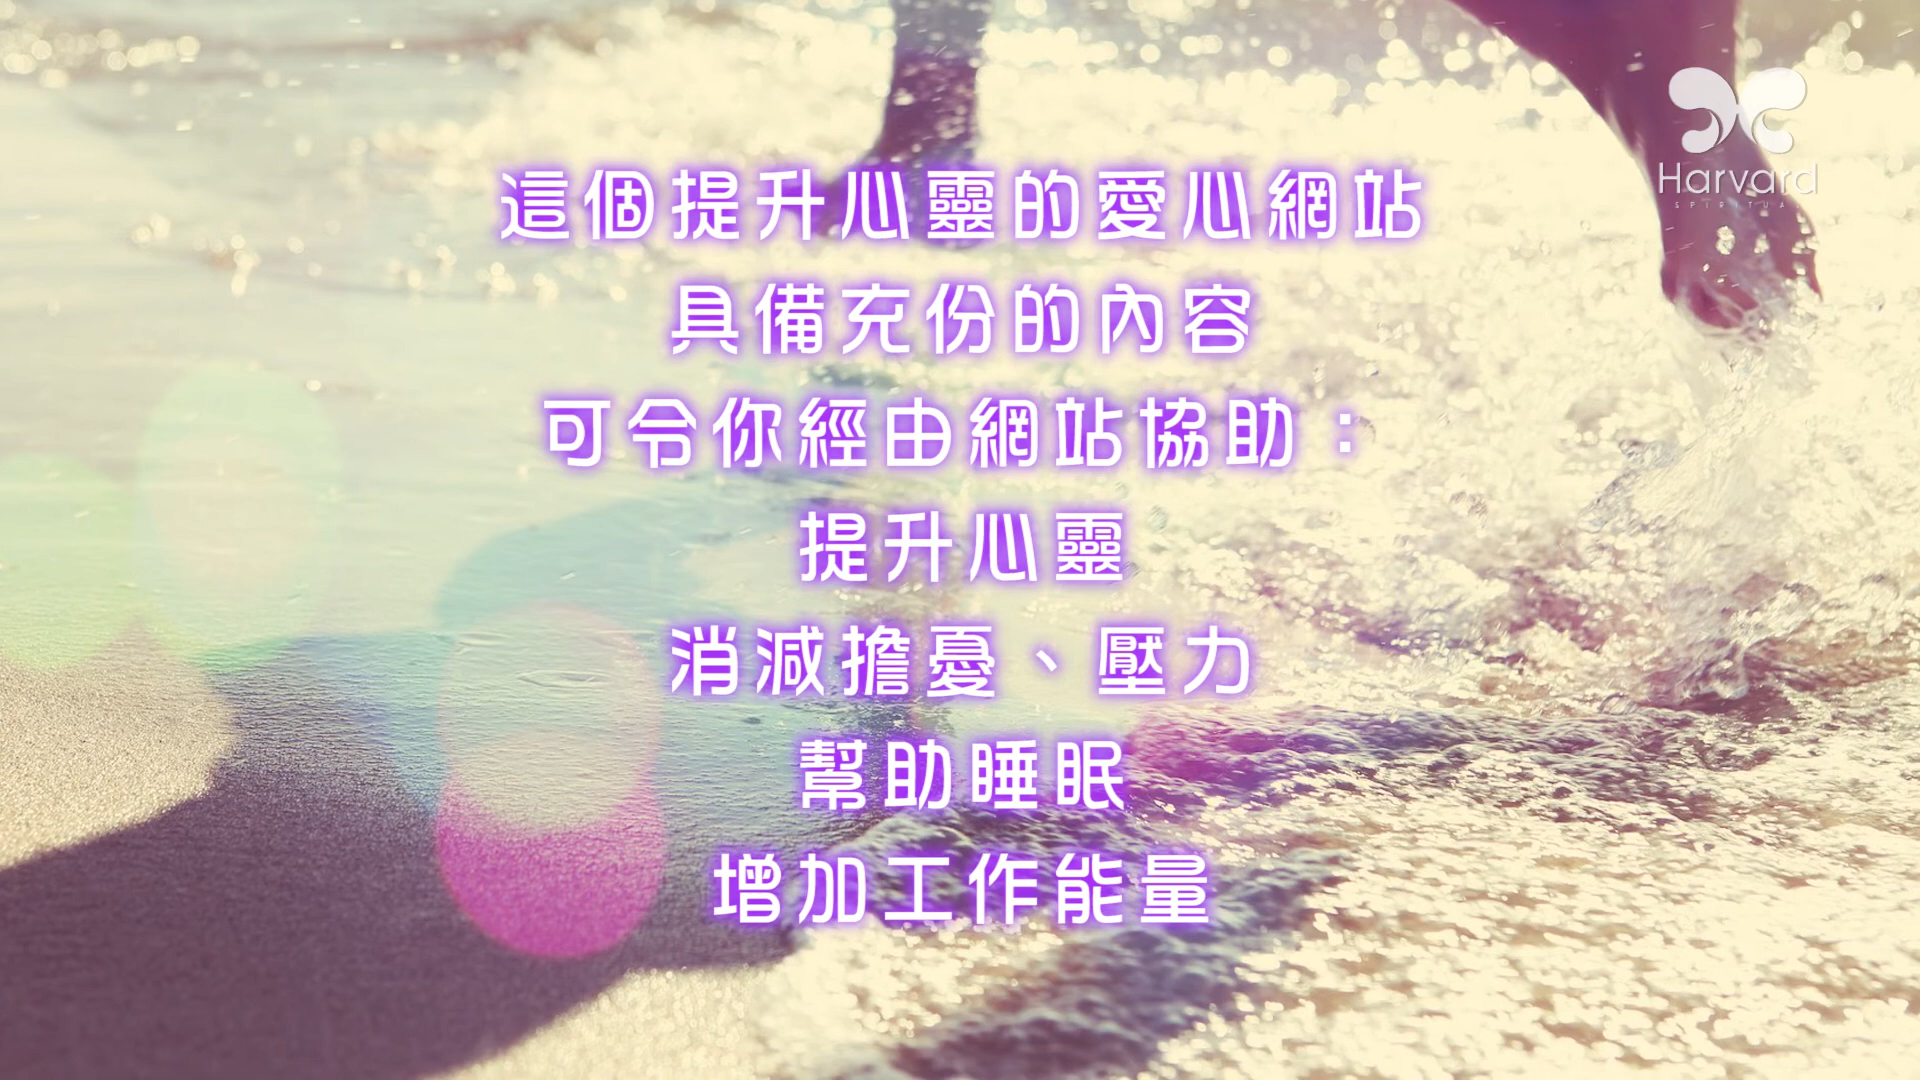 Harvard
SPIRITUAL
這個提升心靈的愛心網站
具備充份的內容
可令你經由網站協助：
提升心靈
消減擔憂、壓力
幫助睡眠
增加工作能量